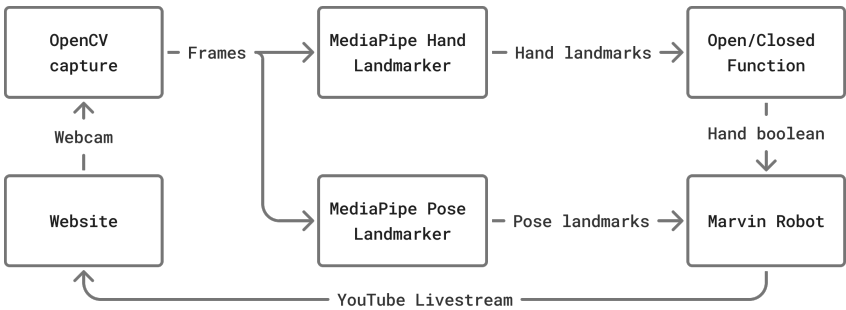 OpenCV
capture
Frames
MediaPipe Hand
Landmarker
Hand landmarks
Open/Closed
Function
Webcam
Hand boolean
Website
MediaPipe Pose
Landmarker
Pose landmarks
Marvin Robot
YouTube Livestream